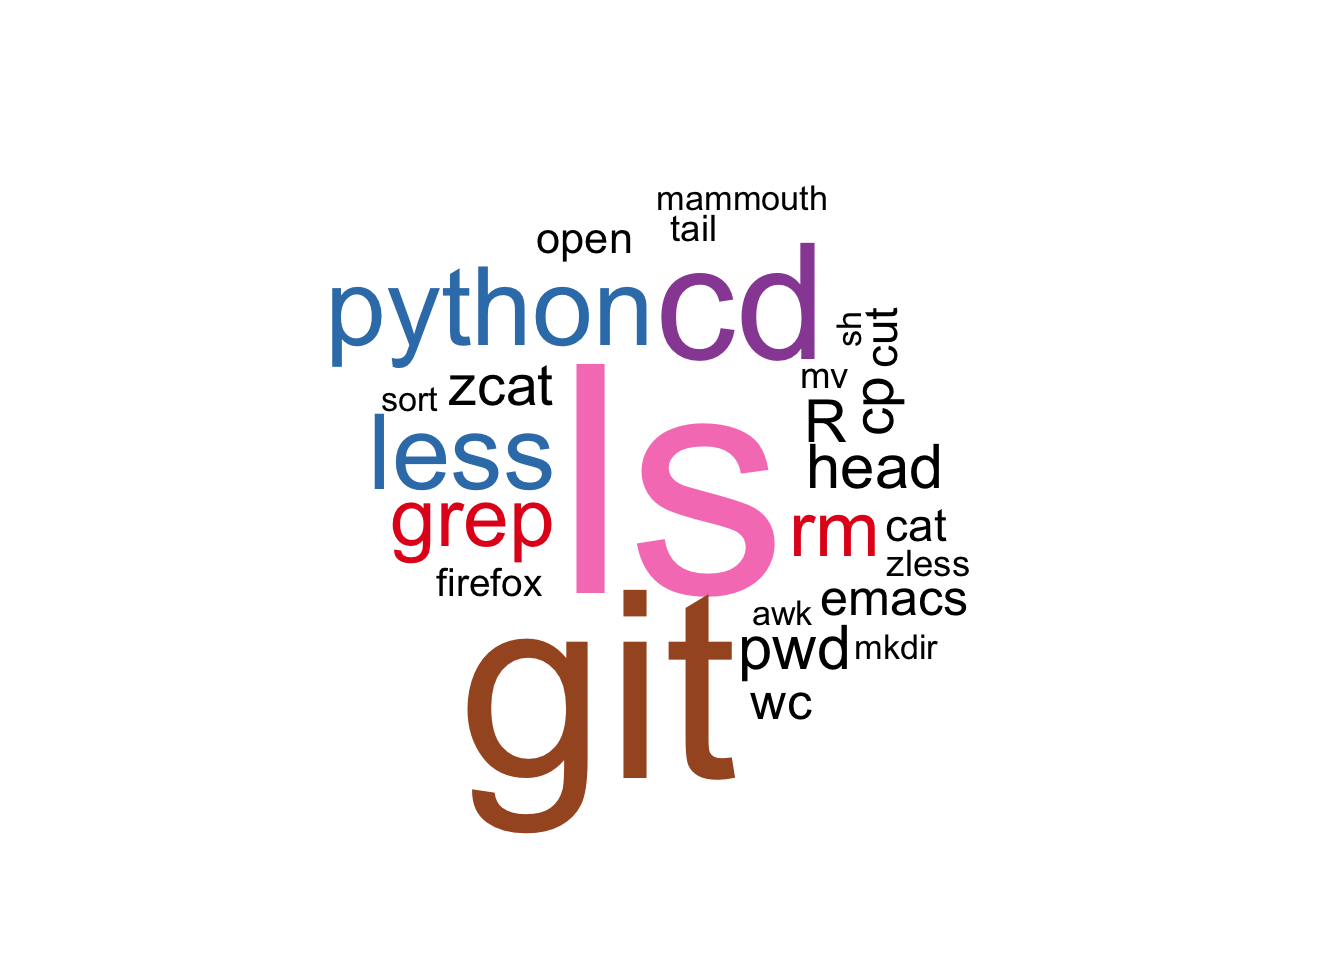 mammouth
tail
open
python
cd
sh
cut
mv
cp
sort
zcat
ls
R
less
head
grep
rm
cat
zless
firefox
emacs
git
awk
pwd
mkdir
wc